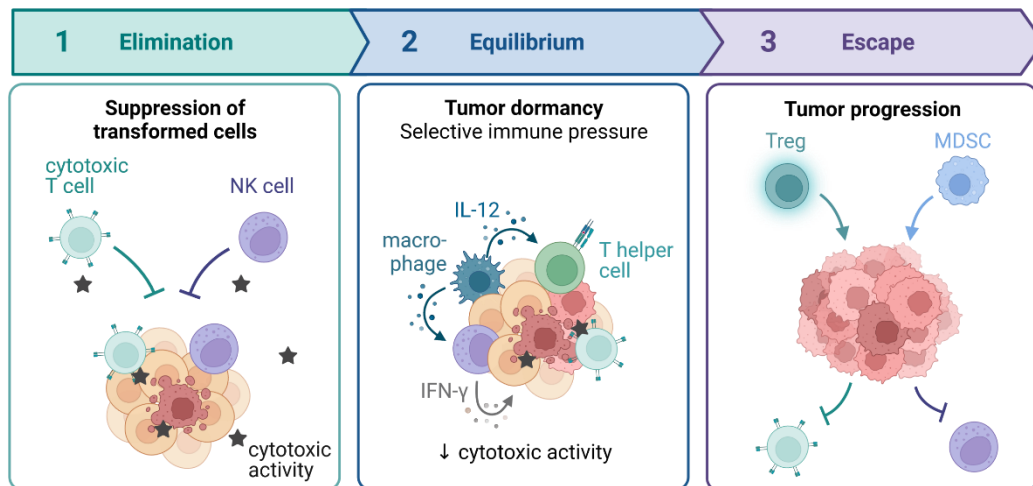 1 Elimination
2 Equilibrium
3 Escape
Suppression of
transformed cells
cytotoxic
T cell
NK cell
cytotoxic
activity
Tumor dormancy
Selective immune pressure
IL-12
macro-
phage
T helper
cell
IFN-γ
↓ cytotoxic activity
Tumor progression
Treg
MDSC